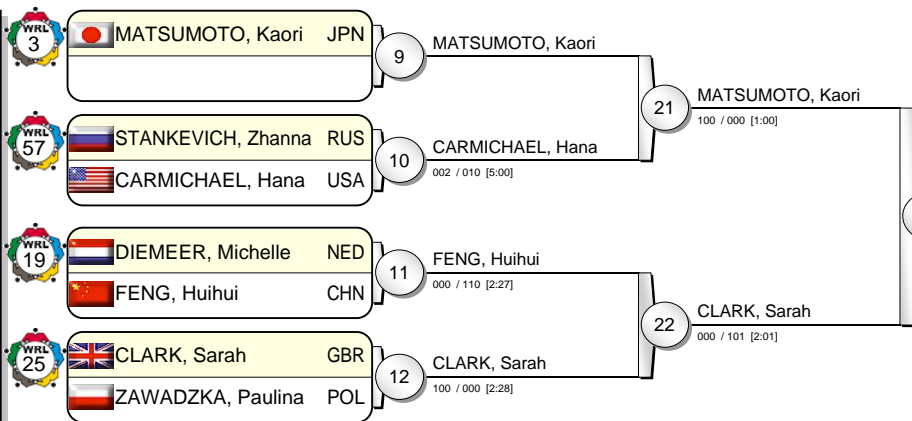 WRL
3
MATSUMOTO, Kaori JPN
9
MATSUMOTO, Kaori
21
MATSUMOTO, Kaori
100 / 000 [1:00]
WRL
57
STANKEVICH, Zhanna RUS
CARMICHAEL, Hana USA
10
CARMICHAEL, Hana
002 / 010 [5:00]
WRL
19
DIEMEER, Michelle NED
FENG, Huihui CHN
11
FENG, Huihui
000 / 110 [2:27]
22
CLARK, Sarah
000 / 101 [2:01]
WRL
25
CLARK, Sarah GBR
ZAWADZKA, Paulina POL
12
CLARK, Sarah
100 / 000 [2:28]